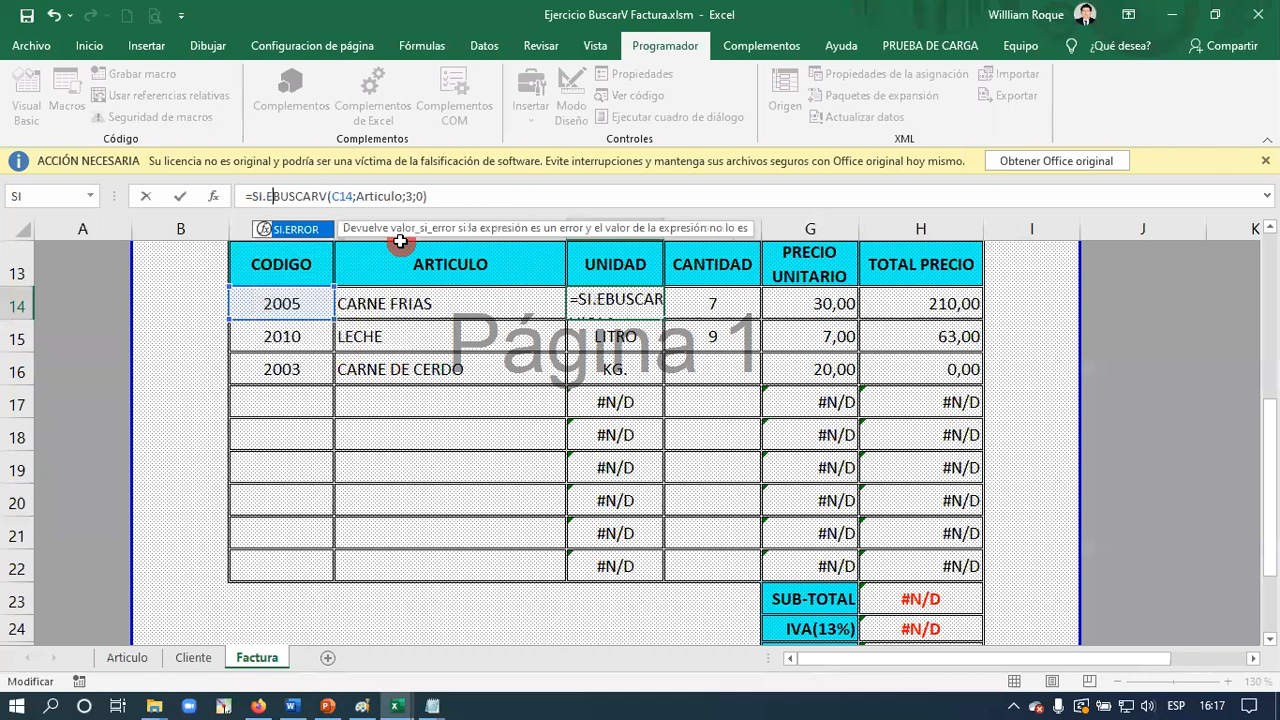 Ejercicio BuscarV Factura.xlsm - Excel
Willliam Roque
Archivo Inicio Insertar Dibujar Configuracion de página Fórmulas Datos Revisar Vista Programador Complementos Ayuda PRUEBA DE CARGA Equipo ¿Qué desea? Compartir
Visual Basic
Macros
Grabar macro
Usar referencias relativas
Seguridad de macros
Código
Complementos
Complementos de Excel
Complementos COM
Complementos
Insertar
Modo Diseño
Propiedades
Ver código
Ejecutar cuadro de diálogo
Controles
Origen
Propiedades de la asignación
Paquetes de expansión
Actualizar datos
Importar
Exportar
XML
ACCIÓN NECESARIA Su licencia no es original y podría ser una víctima de la falsificación de software. Evite interrupciones y mantenga sus archivos seguros con Office original hoy mismo. Obtener Office original
SI fx =SI.EBUSCARV(C14;Articulo;3;0)
fx SI.ERROR Devuelve valor_si_error si la expresión es un error y el valor de la expresión no lo es
A B G H I J K
13 CODIGO ARTICULO UNIDAD CANTIDAD PRECIO UNITARIO TOTAL PRECIO
14 2005 CARNE FRIAS =SI.EBUSCAR 7 30,00 210,00
15 2010 LECHE LITRO 9 7,00 63,00
Página 1
16 2003 CARNE DE CERDO KG. 20,00 0,00
17 #N/D #N/D #N/D
18 #N/D #N/D #N/D
19 #N/D #N/D #N/D
20 #N/D #N/D #N/D
21 #N/D #N/D #N/D
22 #N/D #N/D #N/D
23 SUB-TOTAL #N/D
24 IVA(13%) #N/D
Articulo Cliente Factura
Modificar 130 %
ESP 16:17